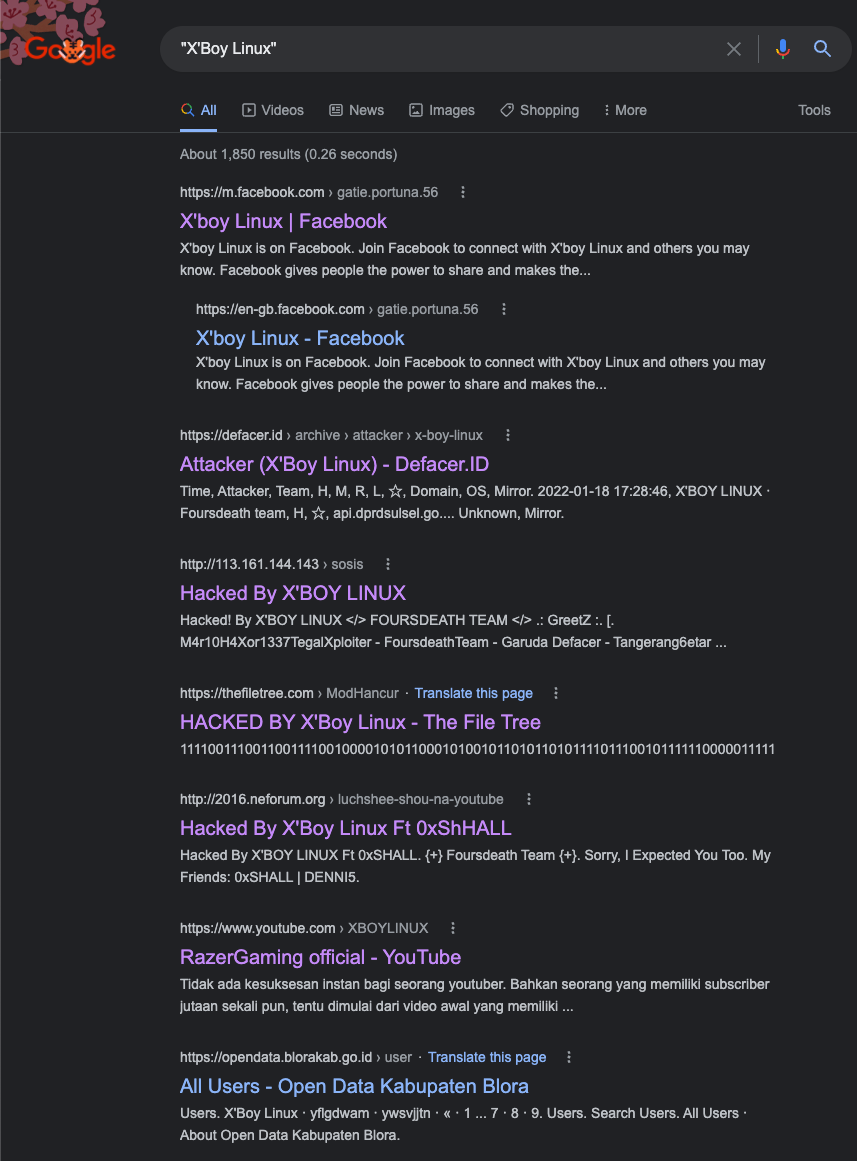 Google
"X'Boy Linux"
All Videos News Images Shopping More Tools
About 1,850 results (0.26 seconds)
https://m.facebook.com › gatie.portuna.56
X'boy Linux | Facebook
X'boy Linux is on Facebook. Join Facebook to connect with X'boy Linux and others you may
know. Facebook gives people the power to share and makes the...
https://en-gb.facebook.com › gatie.portuna.56
X'boy Linux - Facebook
X'boy Linux is on Facebook. Join Facebook to connect with X'boy Linux and others you may
know. Facebook gives people the power to share and makes the...
https://defacer.id › archive › attacker › x-boy-linux
Attacker (X'Boy Linux) - Defacer.ID
Time, Attacker, Team, H, M, R, L, ☆, Domain, OS, Mirror. 2022-01-18 17:28:46, X'BOY LINUX ·
Foursdeath team, H, ☆, api.dprdsulsel.go.... Unknown, Mirror.
http://113.161.144.143 › sosis
Hacked By X'BOY LINUX
Hacked! By X'BOY LINUX </> FOURSDEATH TEAM </> .: GreetZ :. [.
M4r10H4Xor1337TegalXploiter - FoursdeathTeam - Garuda Defacer - Tangerang6etar ...
https://thefiletree.com › ModHancur · Translate this page
HACKED BY X'Boy Linux - The File Tree
http://2016.neforum.org › luchshee-shou-na-youtube
Hacked By X'Boy Linux Ft 0xShHALL
Hacked By X'BOY LINUX Ft 0xSHALL. {+} Foursdeath Team {+}. Sorry, I Expected You Too. My
Friends: 0xSHALL | DENNI5.
https://www.youtube.com › XBOYLINUX
RazerGaming official - YouTube
Tidak ada kesuksesan instan bagi seorang youtuber. Bahkan seorang yang memiliki subscriber
jutaan sekali pun, tentu dimulai dari video awal yang memiliki ...
https://opendata.blorakab.go.id › user · Translate this page
All Users - Open Data Kabupaten Blora
Users. X'Boy Linux · yflgdwam · ywsvjjtn · « · 1 ... 7 · 8 · 9. Users. Search Users. All Users ·
About Open Data Kabupaten Blora.